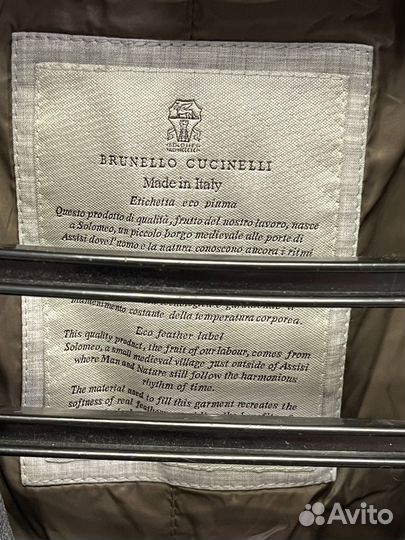 BRUNELLO CUCINELLI
Made in Italy
Etichetta eco piuma
Questo prodotto di qualità, frutto del nostro lavoro, nasce
a Solomeo, un piccolo borgo medievale alle porte di
Assisi dove l'uomo e la natura conoscono ancora i ritmi
mantenimento costante della temperatura corporea.
Eco feather label
This quality product, the fruit of our labour, comes from
Solomeo, a small medieval village just outside of Assisi
where Man and Nature still follow the harmonious
rhythm of time.
The material used to fill this garment recreates the
softness of real
Avito